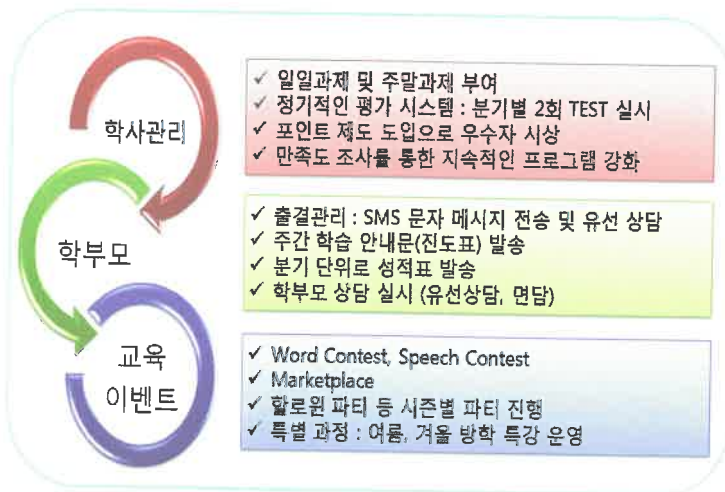 학사관리
✓ 일일과제 및 주말과제 부여
✓ 정기적인 평가 시스템 : 분기별 2회 TEST 실시
✓ 포인트 제도 도입으로 우수자 시상
✓ 만족도 조사를 통한 지속적인 프로그램 강화
학부모
✓ 출결관리 : SMS 문자 메시지 전송 및 유선 상담
✓ 주간 학습 안내문(진도표) 발송
✓ 분기 단위로 성적표 발송
✓ 학부모 상담 실시 (유선상담, 면담)
교육
이벤트
✓ Word Contest, Speech Contest
✓ Marketplace
✓ 할로윈 파티 등 시즌별 파티 진행
✓ 특별 과정 : 여름, 겨울 방학 특강 운영